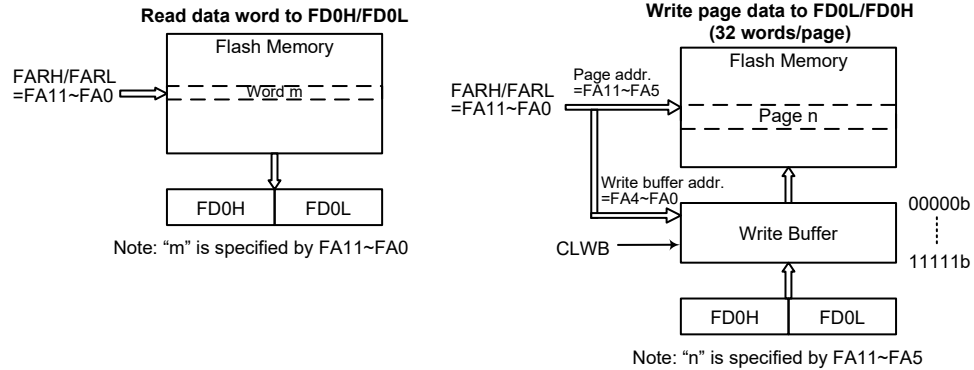 Read data word to FD0H/FD0L
Flash Memory
FARH/FARL
=FA11~FA0
Word m
FD0H
FD0L
Note: “m” is specified by FA11~FA0
Write page data to FD0L/FD0H
(32 words/page)
Flash Memory
Page addr.
=FA11~FA5
FARH/FARL
=FA11~FA0
Page n
Write buffer addr.
=FA4~FA0
00000b
Write Buffer
CLWB
11111b
FD0H
FD0L
Note: “n” is specified by FA11~FA5